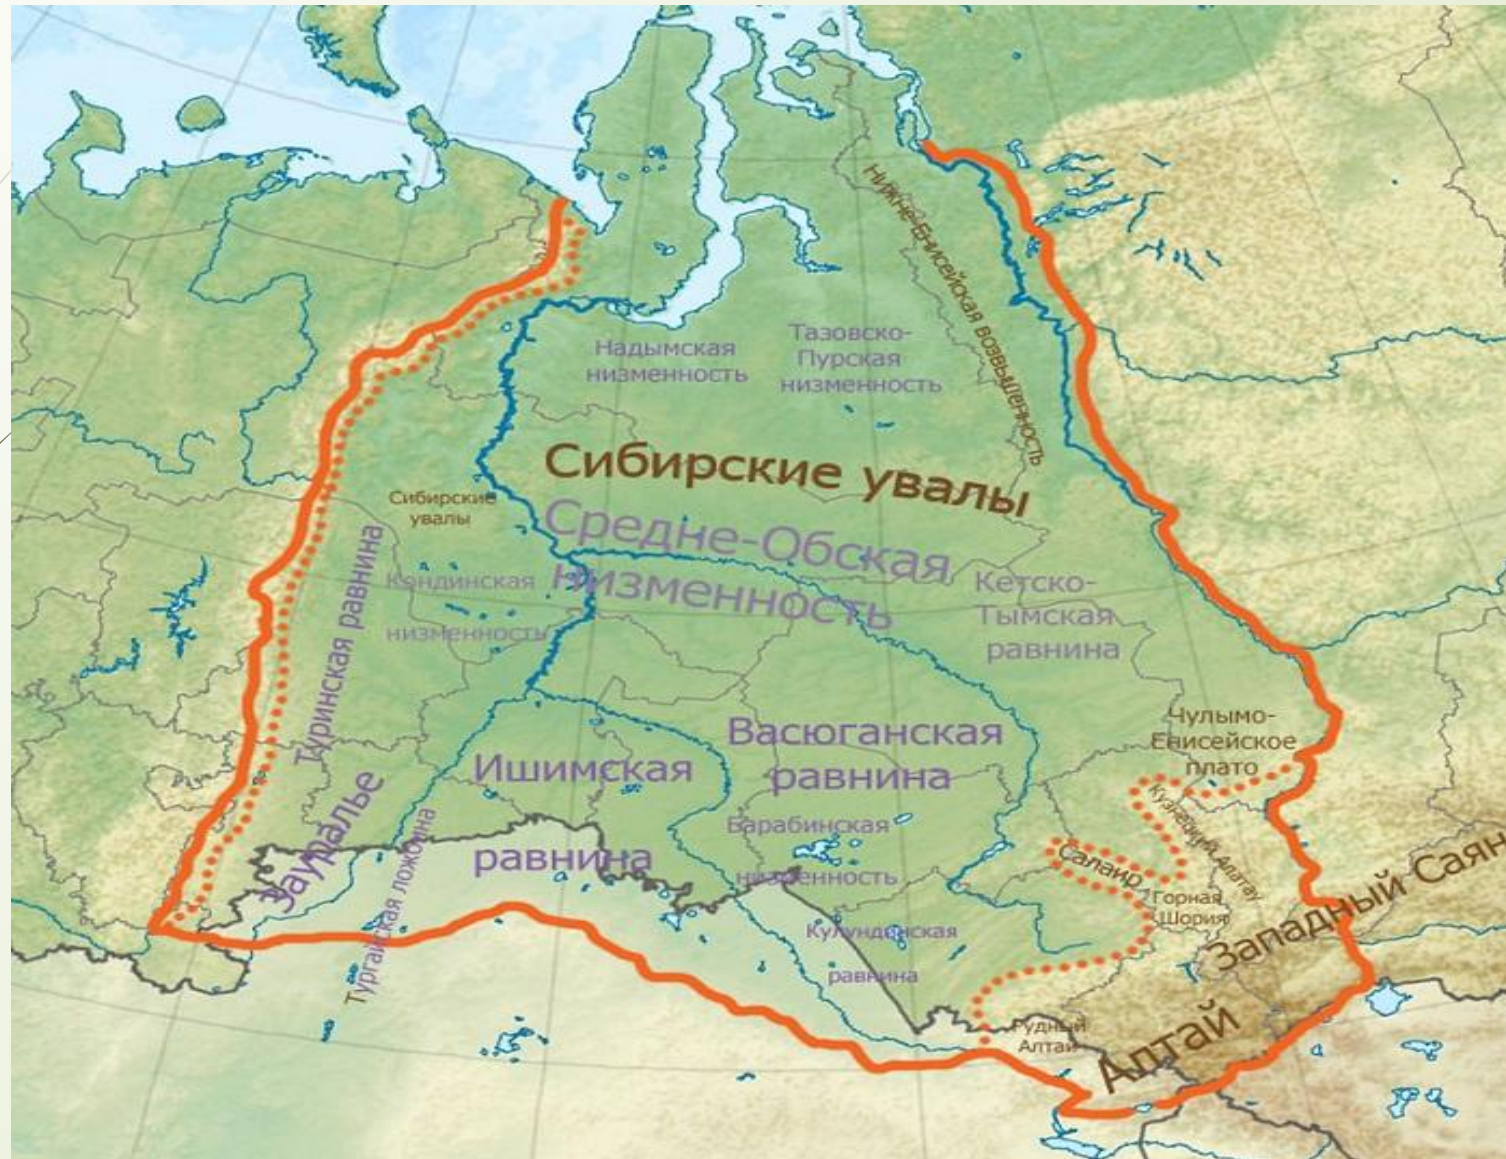 Нижне-Енисейская возвышенность
Надымская
низменность
Тазовско-
Пурская
низменность
Сибирские увалы
Сибирские
увалы
Средне-Обская
низменность
Туринская равнина
Кондинская
низменность
Кетско-
Тымская
равнина
Чулымо-
Енисейское
плато
Васюганская
равнина
Ишимская
равнина
Зауралье
Тургайская ложбина
Барабинская
низменность
Кузнецкий Алатау
Салаир
Горная
Шория
Западный Саян
Кулундинская
равнина
Рудный
Алтай
Алтай